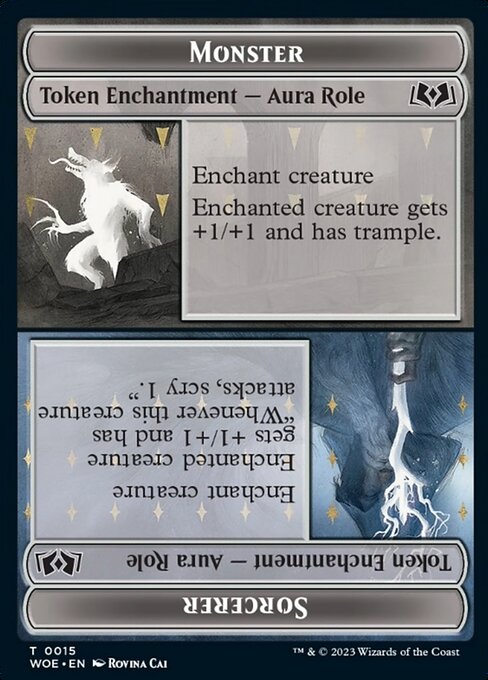 MONSTER
Token Enchantment — Aura Role
Enchant creature
Enchanted creature gets
+1/+1 and has trample.
SORCERER
Token Enchantment — Aura Role
Enchant creature
Enchanted creature
gets +1/+1 and has
“Whenever this creature
attacks, scry 1.”
T 0015
WOE • EN Rovina Cai
™ & © 2023 Wizards of the Coast